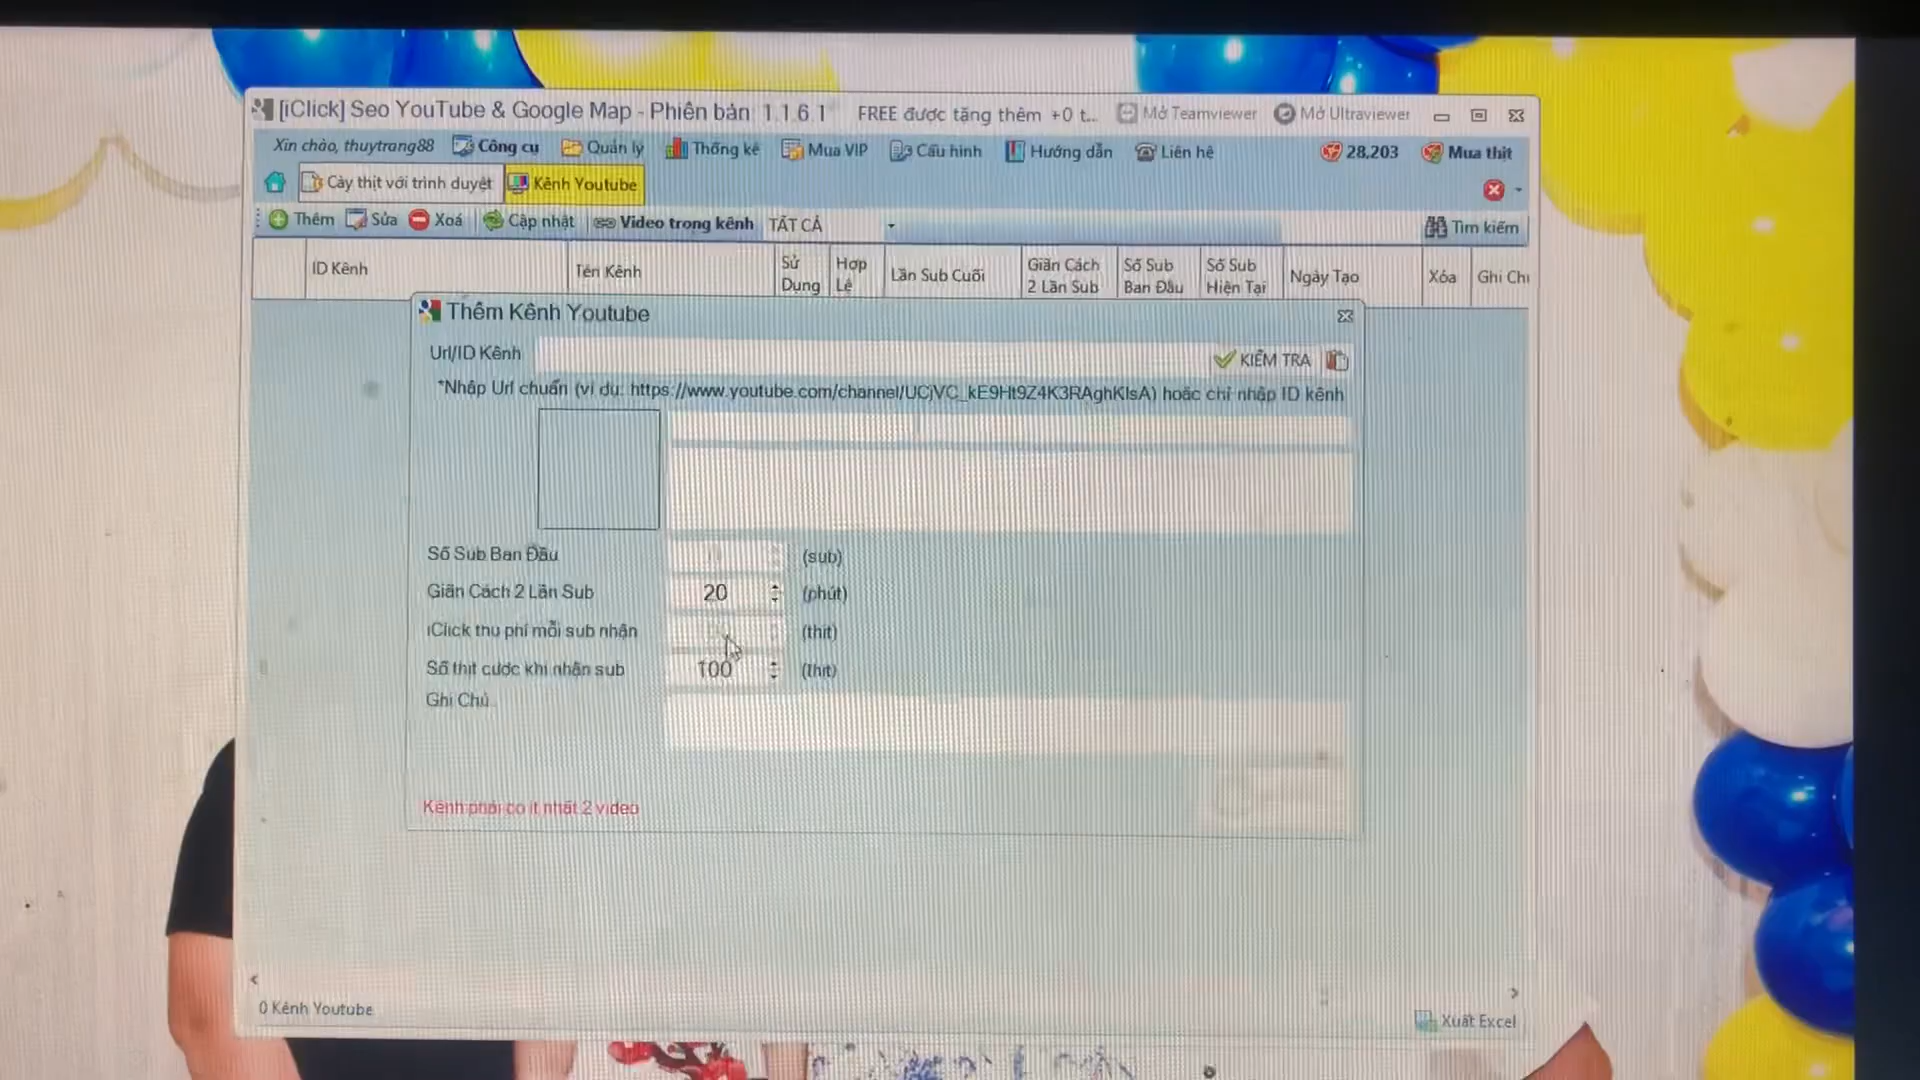 [iClick] Seo YouTube & Google Map - Phiên bản 1.1.6.1 FREE được tặng thêm +0 t... Mở Teamviewer Mở Ultraviewer
Xin chào, thuytrang88 Công cụ Quản lý Thống kê Mua VIP Cấu hình Hướng dẫn Liên hệ 28,203 Mua thịt
Cày thịt với trình duyệt Kênh Youtube
Thêm Sửa Xoá Cập nhật Video trong kênh TẤT CẢ Tìm kiếm
ID Kênh Tên Kênh Sử Dụng Hợp Lệ Lần Sub Cuối Giãn Cách 2 Lần Sub Số Sub Ban Đầu Số Sub Hiện Tại Ngày Tạo Xóa Ghi Chú
Thêm Kênh Youtube
Url/ID Kênh KIỂM TRA
*Nhập Url chuẩn (ví dụ: https://www.youtube.com/channel/UCjVC_kE9Ht9Z4K3RAghKlsA) hoặc chỉ nhập ID kênh
Số Sub Ban Đầu (sub)
Giãn Cách 2 Lần Sub 20 (phút)
iClick thu phí mỗi sub nhận (thịt)
Số thịt cược khi nhận sub 100 (thịt)
Ghi Chú
Kênh phải có ít nhất 2 video
0 Kênh Youtube
Xuất Excel